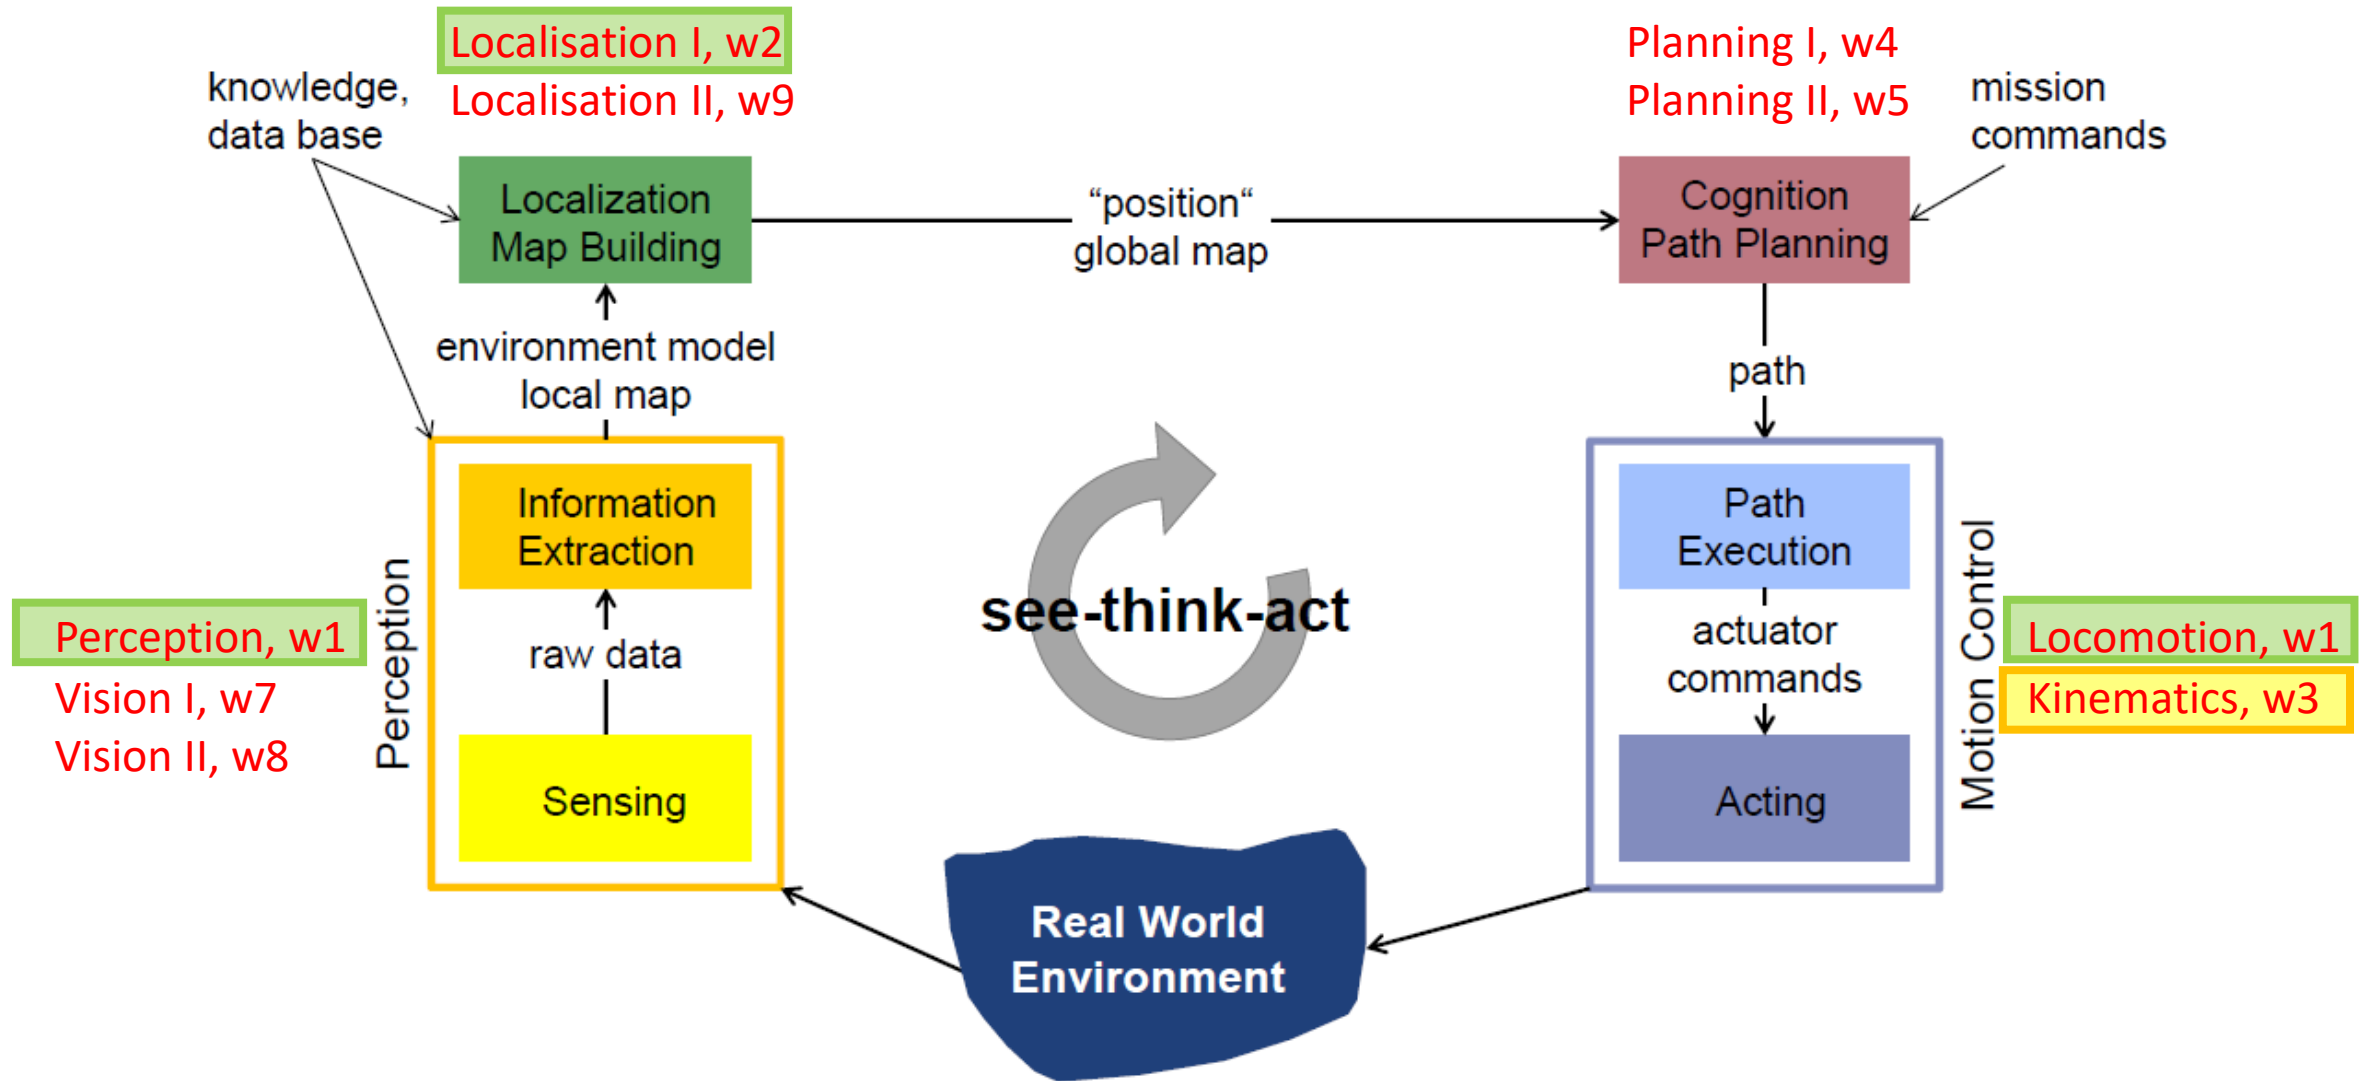 Localisation I, w2
Localisation II, w9
Planning I, w4
Planning II, w5
knowledge,
data base
mission
commands
Localization
Map Building
“position“
global map
Cognition
Path Planning
environment model
local map
path
Information
Extraction
Path
Execution
see-think-act
Perception
Perception, w1
Vision I, w7
Vision II, w8
raw data
actuator
commands
Motion Control
Locomotion, w1
Kinematics, w3
Sensing
Acting
Real World
Environment